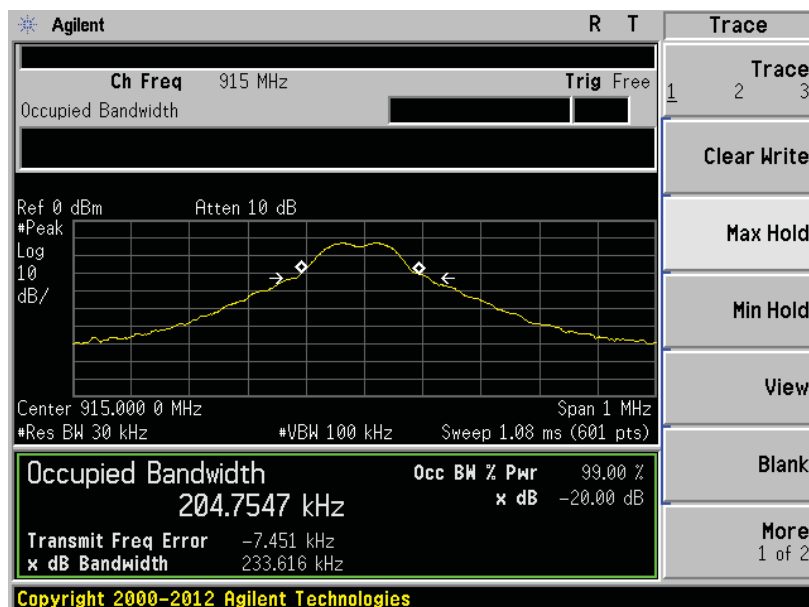 Agilent R T
Ch Freq 915 MHz Trig Free
Occupied Bandwidth
Ref 0 dBm Atten 10 dB
#Peak
Log
10
dB/
Center 915.000 0 MHz Span 1 MHz
#Res BW 30 kHz #VBW 100 kHz Sweep 1.08 ms (601 pts)
Occupied Bandwidth Occ BW % Pwr 99.00 %
204.7547 kHz x dB -20.00 dB
Transmit Freq Error -7.451 kHz
x dB Bandwidth 233.616 kHz
Copyright 2000-2012 Agilent Technologies
Trace
Trace
1 2 3
Clear Write
Max Hold
Min Hold
View
Blank
More
1 of 2